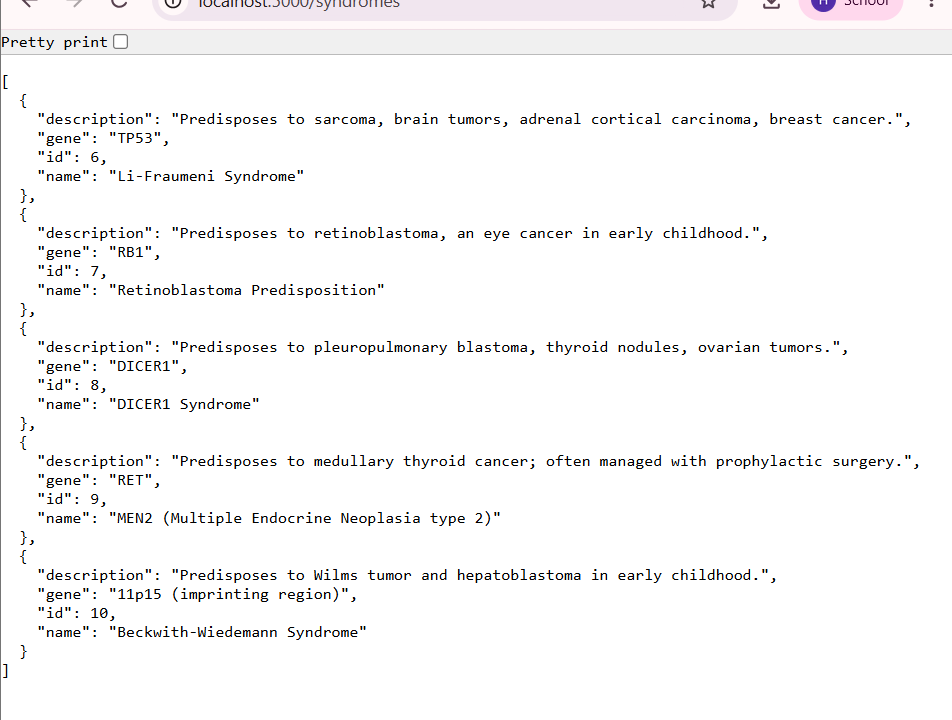 localhost:5000/syndromes
School
Pretty print
[
  {
    "description": "Predisposes to sarcoma, brain tumors, adrenal cortical carcinoma, breast cancer.",
    "gene": "TP53",
    "id": 6,
    "name": "Li-Fraumeni Syndrome"
  },
  {
    "description": "Predisposes to retinoblastoma, an eye cancer in early childhood.",
    "gene": "RB1",
    "id": 7,
    "name": "Retinoblastoma Predisposition"
  },
  {
    "description": "Predisposes to pleuropulmonary blastoma, thyroid nodules, ovarian tumors.",
    "gene": "DICER1",
    "id": 8,
    "name": "DICER1 Syndrome"
  },
  {
    "description": "Predisposes to medullary thyroid cancer; often managed with prophylactic surgery.",
    "gene": "RET",
    "id": 9,
    "name": "MEN2 (Multiple Endocrine Neoplasia type 2)"
  },
  {
    "description": "Predisposes to Wilms tumor and hepatoblastoma in early childhood.",
    "gene": "11p15 (imprinting region)",
    "id": 10,
    "name": "Beckwith-Wiedemann Syndrome"
  }
]